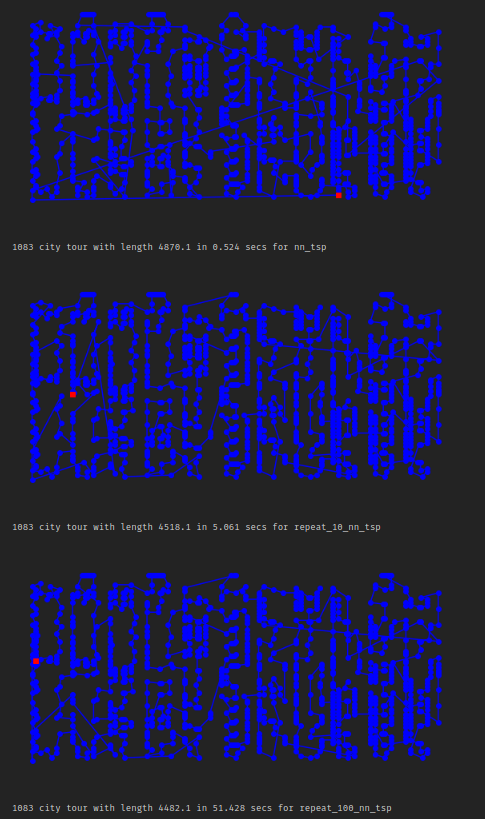 1083 city tour with length 4870.1 in 0.524 secs for nn_tsp
1083 city tour with length 4518.1 in 5.061 secs for repeat_10_nn_tsp
1083 city tour with length 4482.1 in 51.428 secs for repeat_100_nn_tsp